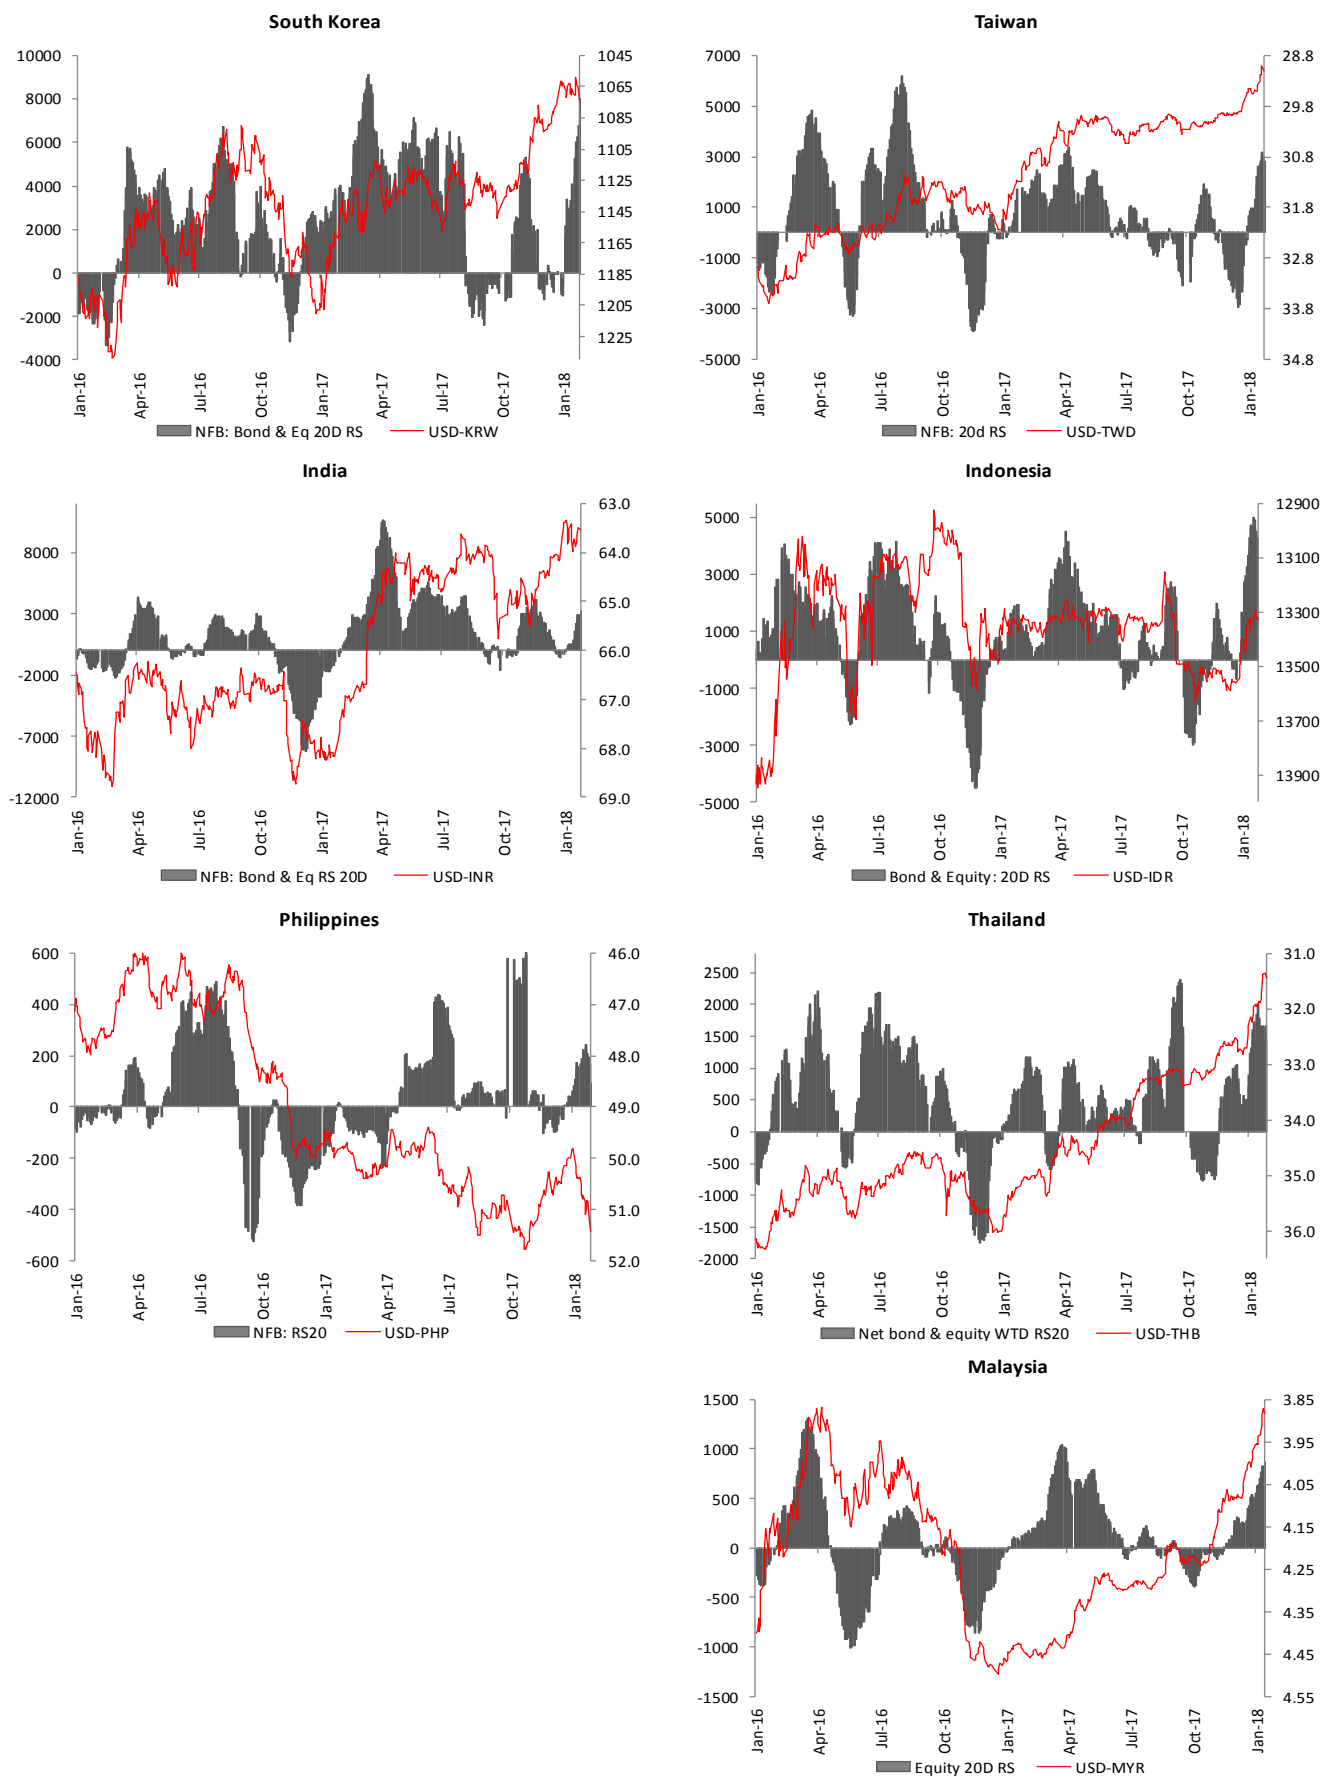 South Korea
10000
8000
6000
4000
2000
0
-2000
-4000
1045
1065
1085
1105
1125
1145
1165
1185
1205
1225
Jan-16
Apr-16
Jul-16
Oct-16
Jan-17
Apr-17
Jul-17
Oct-17
Jan-18
NFB: Bond & Eq 20D RS
USD-KRW
Taiwan
7000
5000
3000
1000
-1000
-3000
-5000
28.8
29.8
30.8
31.8
32.8
33.8
34.8
Jan-16
Apr-16
Jul-16
Oct-16
Jan-17
Apr-17
Jul-17
Oct-17
Jan-18
NFB: 20d RS
USD-TWD
India
8000
3000
-2000
-7000
-12000
63.0
64.0
65.0
66.0
67.0
68.0
69.0
Jan-16
Apr-16
Jul-16
Oct-16
Jan-17
Apr-17
Jul-17
Oct-17
Jan-18
NFB: Bond & Eq RS 20D
USD-INR
Indonesia
5000
3000
1000
-1000
-3000
-5000
12900
13100
13300
13500
13700
13900
Jan-16
Apr-16
Jul-16
Oct-16
Jan-17
Apr-17
Jul-17
Oct-17
Jan-18
Bond & Equity: 20D RS
USD-IDR
Philippines
600
400
200
0
-200
-400
-600
46.0
47.0
48.0
49.0
50.0
51.0
52.0
Jan-16
Apr-16
Jul-16
Oct-16
Jan-17
Apr-17
Jul-17
Oct-17
Jan-18
NFB: RS20
USD-PHP
Thailand
2500
2000
1500
1000
500
0
-500
-1000
-1500
-2000
31.0
32.0
33.0
34.0
35.0
36.0
Jan-16
Apr-16
Jul-16
Oct-16
Jan-17
Apr-17
Jul-17
Oct-17
Jan-18
Net bond & equity WTD RS20
USD-THB
Malaysia
1500
1000
500
0
-500
-1000
-1500
3.85
3.95
4.05
4.15
4.25
4.35
4.45
4.55
Jan-16
Apr-16
Jul-16
Oct-16
Jan-17
Apr-17
Jul-17
Oct-17
Jan-18
Equity 20D RS
USD-MYR